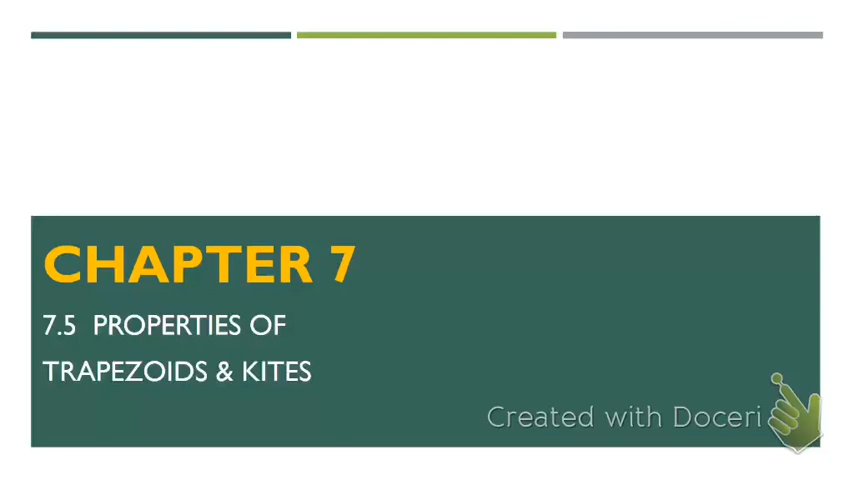 CHAPTER 7
7.5 PROPERTIES OF
TRAPEZOIDS & KITES
Created with Doceri